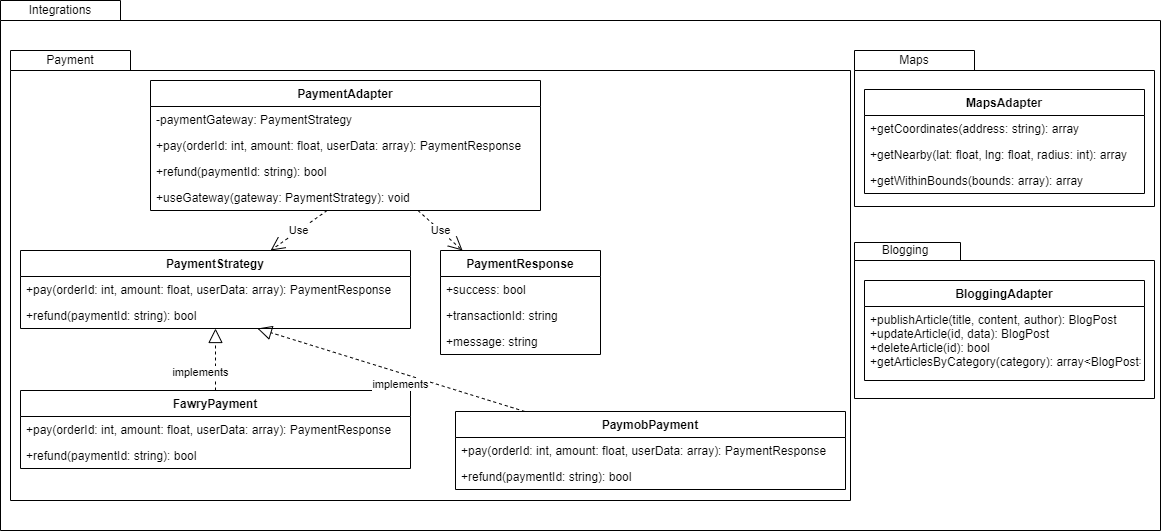 Integrations
Payment
PaymentAdapter
-paymentGateway: PaymentStrategy
+pay(orderId: int, amount: float, userData: array): PaymentResponse
+refund(paymentId: string): bool
+useGateway(gateway: PaymentStrategy): void
Use
Use
PaymentStrategy
+pay(orderId: int, amount: float, userData: array): PaymentResponse
+refund(paymentId: string): bool
PaymentResponse
+success: bool
+transactionId: string
+message: string
implements
implements
FawryPayment
+pay(orderId: int, amount: float, userData: array): PaymentResponse
+refund(paymentId: string): bool
PaymobPayment
+pay(orderId: int, amount: float, userData: array): PaymentResponse
+refund(paymentId: string): bool
Maps
MapsAdapter
+getCoordinates(address: string): array
+getNearby(lat: float, lng: float, radius: int): array
+getWithinBounds(bounds: array): array
Blogging
BloggingAdapter
+publishArticle(title, content, author): BlogPost
+updateArticle(id, data): BlogPost
+deleteArticle(id): bool
+getArticlesByCategory(category): array<BlogPost